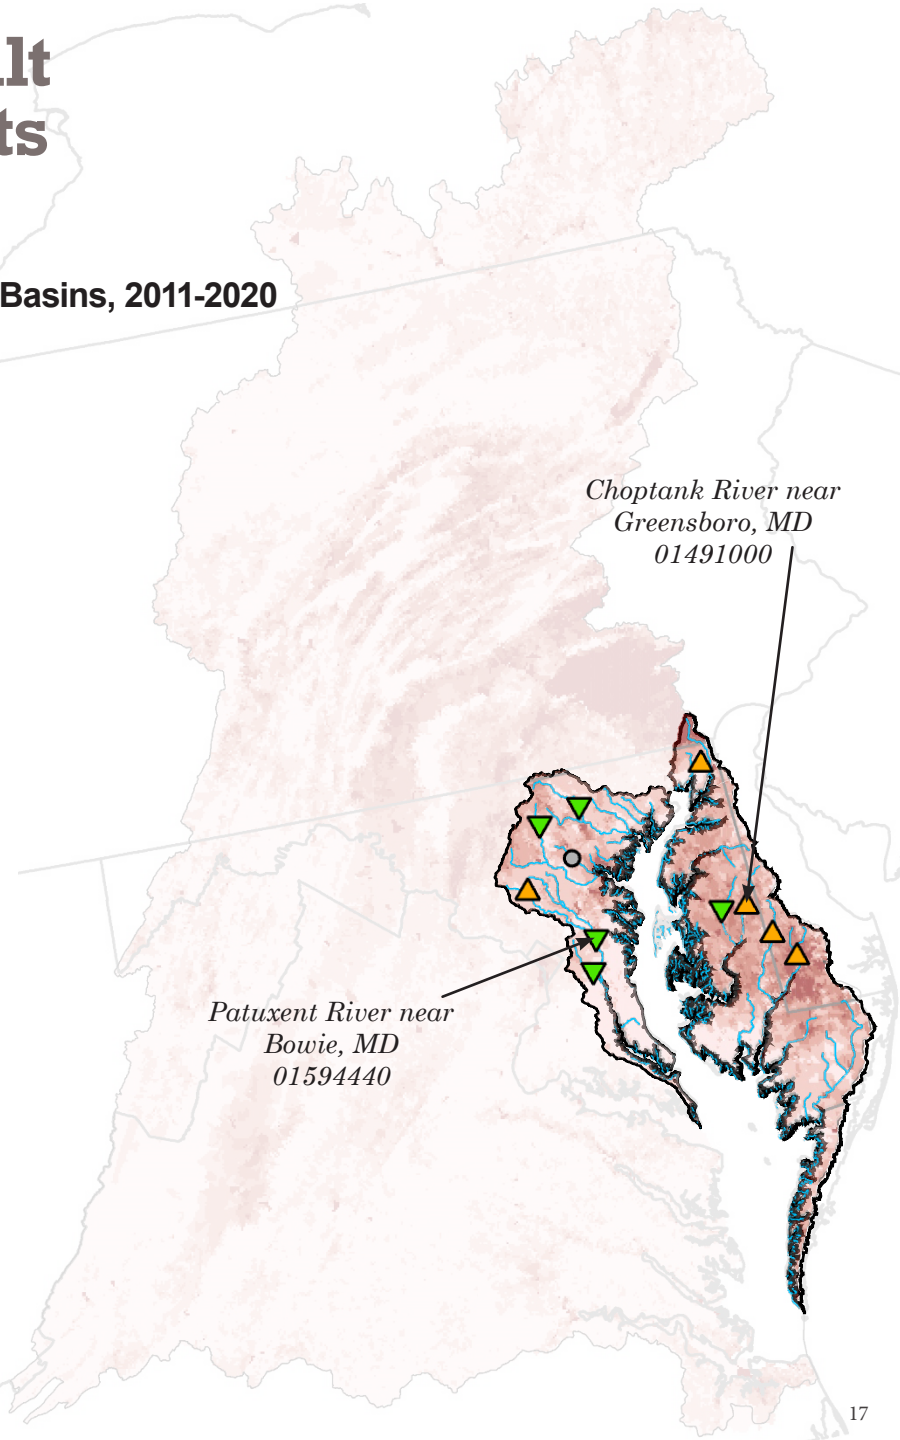 lt
ts
Basins, 2011-2020
Choptank River near
Greensboro, MD
01491000
Patuxent River near
Bowie, MD
01594440
17